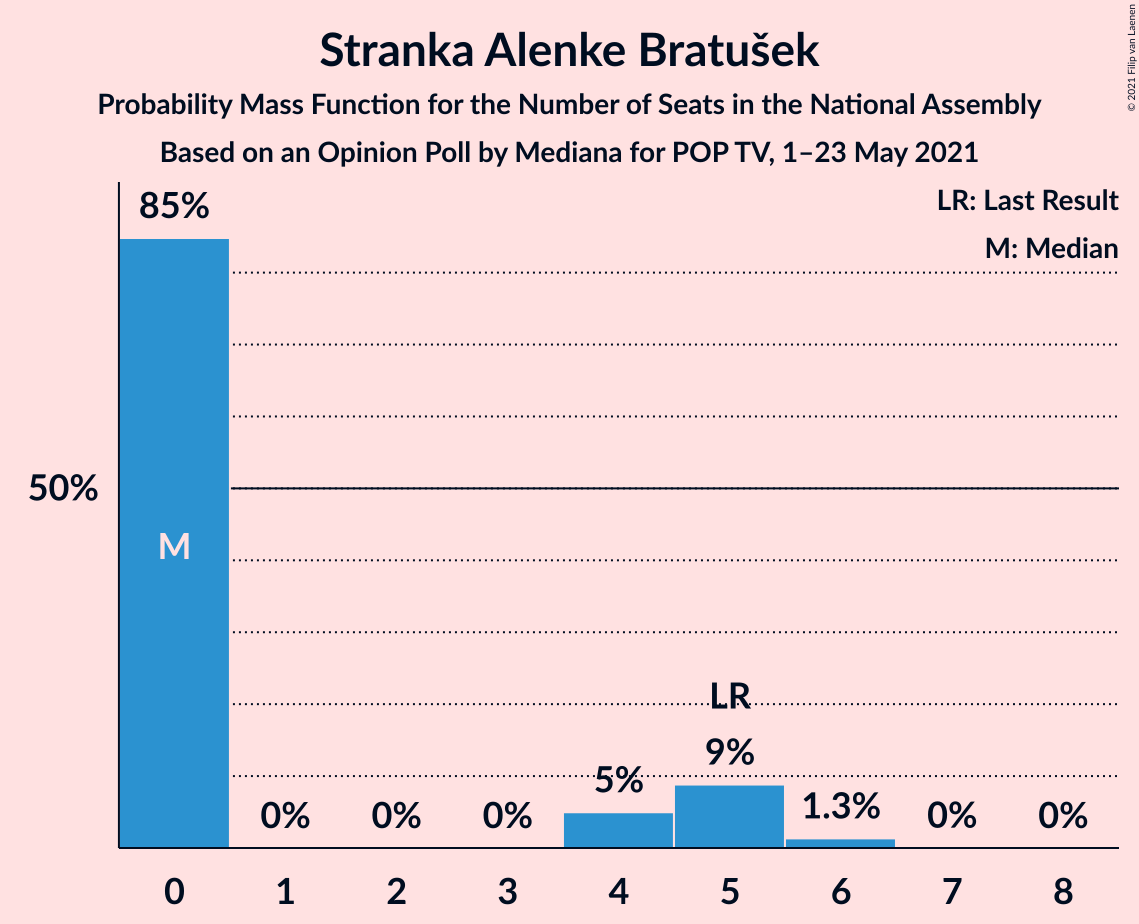 Stranka Alenke Bratušek
Probability Mass Function for the Number of Seats in the National Assembly
Based on an Opinion Poll by Mediana for POP TV, 1–23 May 2021
© 2021 Filip van Laenen
LR: Last Result
M: Median
85%
50%
M
LR
0% 0% 0% 5% 9% 1.3% 0% 0%
0 1 2 3 4 5 6 7 8